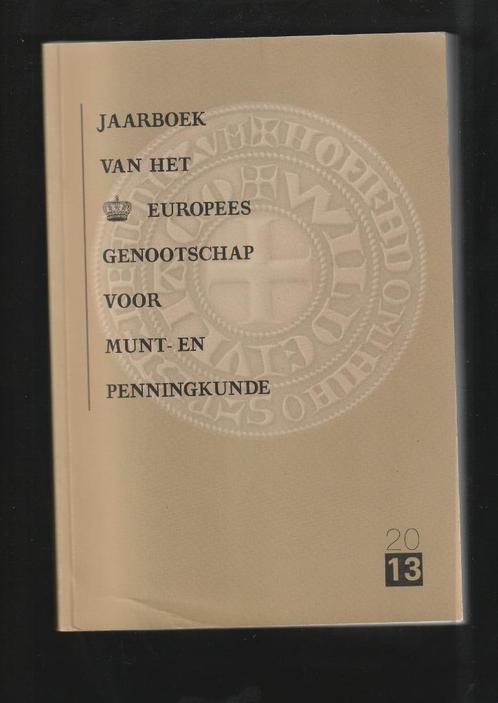 JAARBOEK
VAN HET
EUROPEES
GENOOTSCHAP
VOOR
MUNT- EN
PENNINGKUNDE
20
13